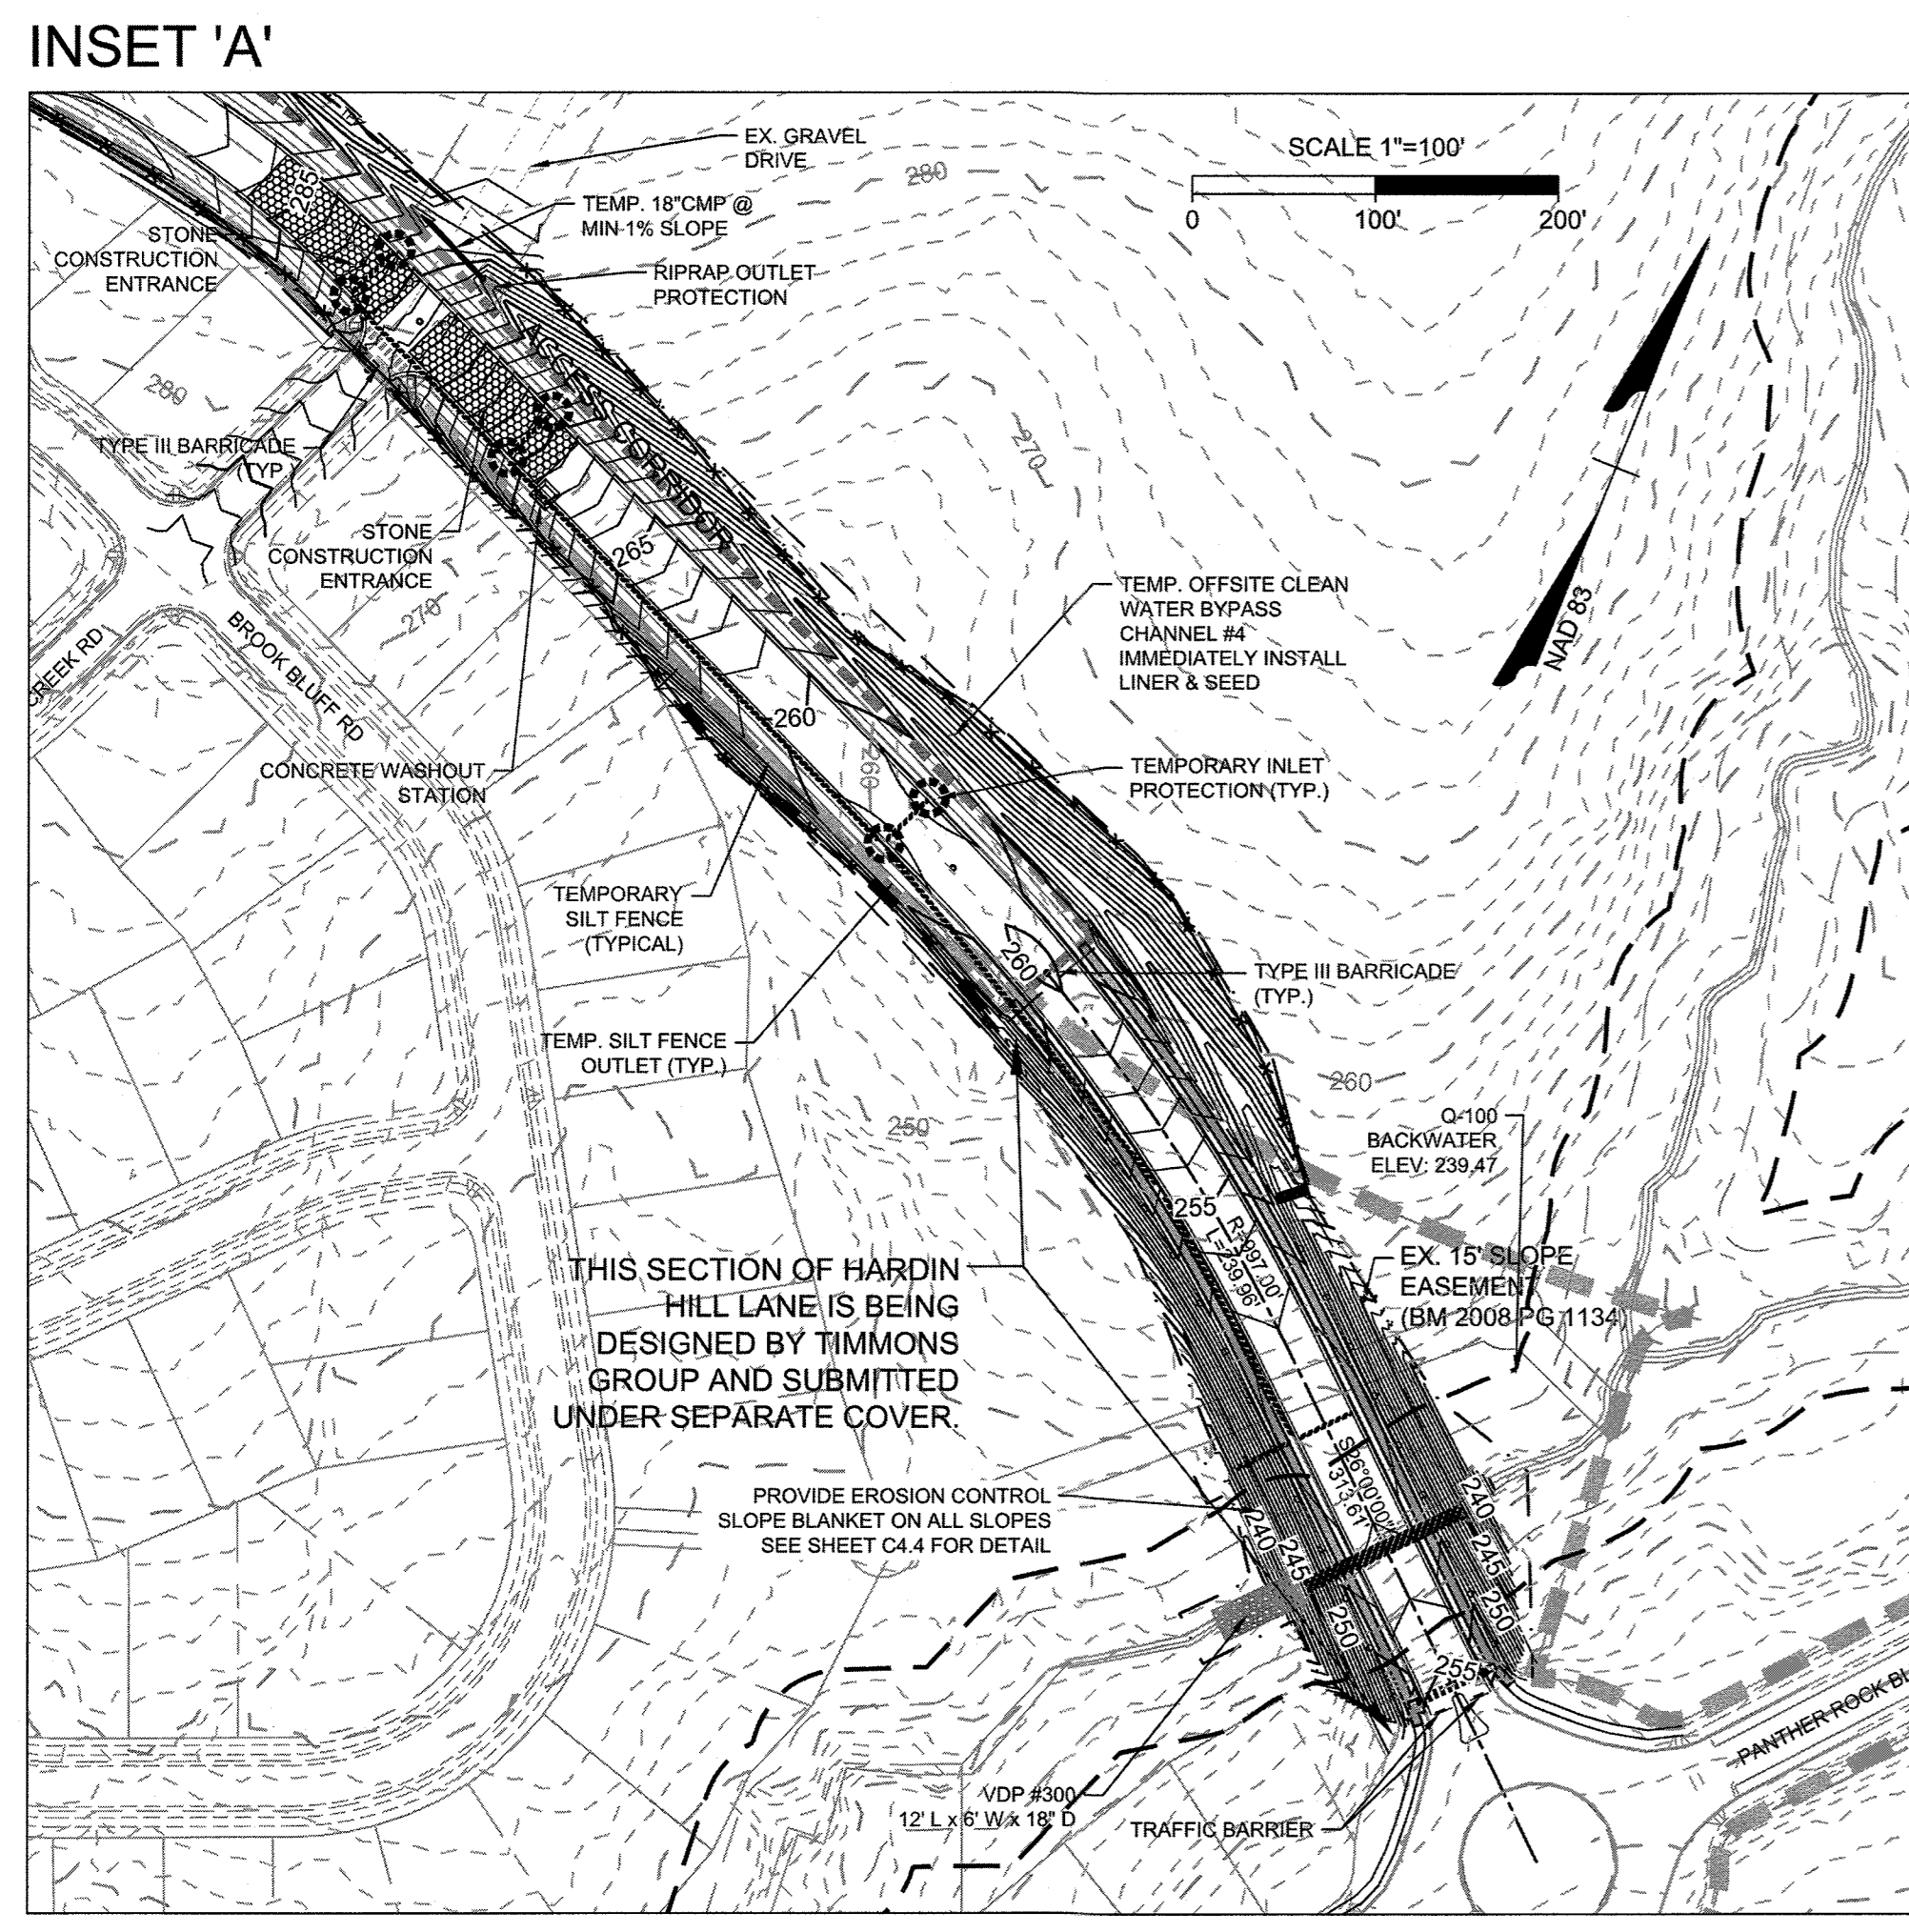 INSET 'A'
EX. GRAVEL
DRIVE
SCALE 1"=100'
0 100' 200'
280
285
TEMP. 18"CMP @
MIN 1% SLOPE
STONE
CONSTRUCTION
ENTRANCE
RIPRAP OUTLET
PROTECTION
280
ACCESS CORRIDOR
270
TYPE III BARRICADE
(TYP.)
STONE
CONSTRUCTION
ENTRANCE
265
270
NAD 83
TEMP. OFFSITE CLEAN
WATER BYPASS
CHANNEL #4
IMMEDIATELY INSTALL
LINER & SEED
CREEK RD
BROOK BLUFF RD
260
260
CONCRETE WASHOUT
STATION
TEMPORARY INLET
PROTECTION (TYP.)
TEMPORARY
SILT FENCE
(TYPICAL)
260
TYPE III BARRICADE
(TYP.)
TEMP. SILT FENCE
OUTLET (TYP.)
260
250
Q-100
BACKWATER
ELEV: 239.47
255
L=239.96'
EX. 15' SLOPE
EASEMENT
(BM 2008 PG 1134)
THIS SECTION OF HARDIN
HILL LANE IS BEING
DESIGNED BY TIMMONS
GROUP AND SUBMITTED
UNDER SEPARATE COVER.
313.61'
PROVIDE EROSION CONTROL
SLOPE BLANKET ON ALL SLOPES
SEE SHEET C4.4 FOR DETAIL
240
245
250
240
245
250
255
PANTHER ROCK
VDP #300
12' L x 6' W x 18" D
TRAFFIC BARRIER